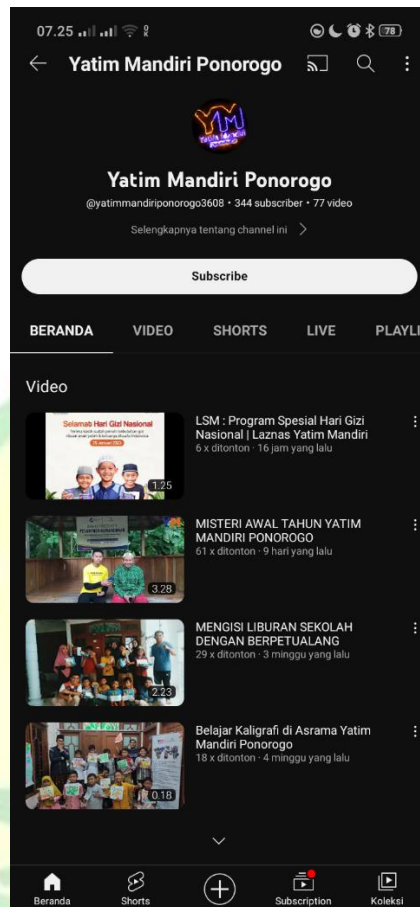 07.25
78
Yatim Mandiri Ponorogo
YM
Yatim Mandiri Ponorogo
@yatimmandiriponorogo3608 • 344 subscriber • 77 video
Selengkapnya tentang channel ini
Subscribe
BERANDA VIDEO SHORTS LIVE PLAYLI
Video
Selamat Hari Gizi Nasional
1.25
LSM : Program Spesial Hari Gizi
Nasional | Laznas Yatim Mandiri
6 x ditonton · 16 jam yang lalu
3.28
MISTERI AWAL TAHUN YATIM
MANDIRI PONOROGO
61 x ditonton · 9 hari yang lalu
2.23
MENGISI LIBURAN SEKOLAH
DENGAN BERPETUALANG
29 x ditonton · 3 minggu yang lalu
0.18
Belajar Kaligrafi di Asrama Yatim
Mandiri Ponorogo
18 x ditonton · 4 minggu yang lalu
Beranda Shorts Subscription Koleksi